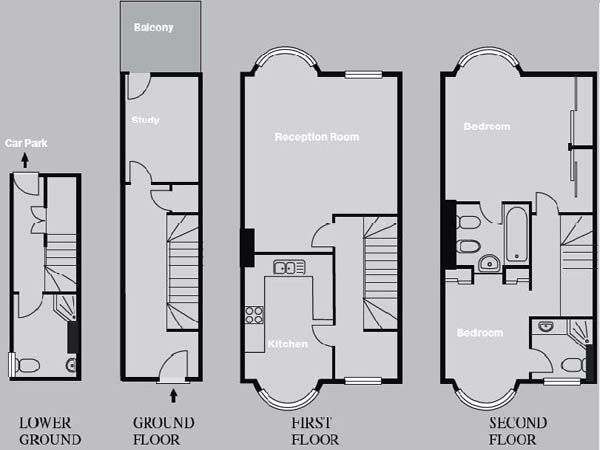 Balcony
Study
Car Park
Reception Room
Kitchen
Bedroom
Bedroom
LOWER
GROUND
GROUND
FLOOR
FIRST
FLOOR
SECOND
FLOOR